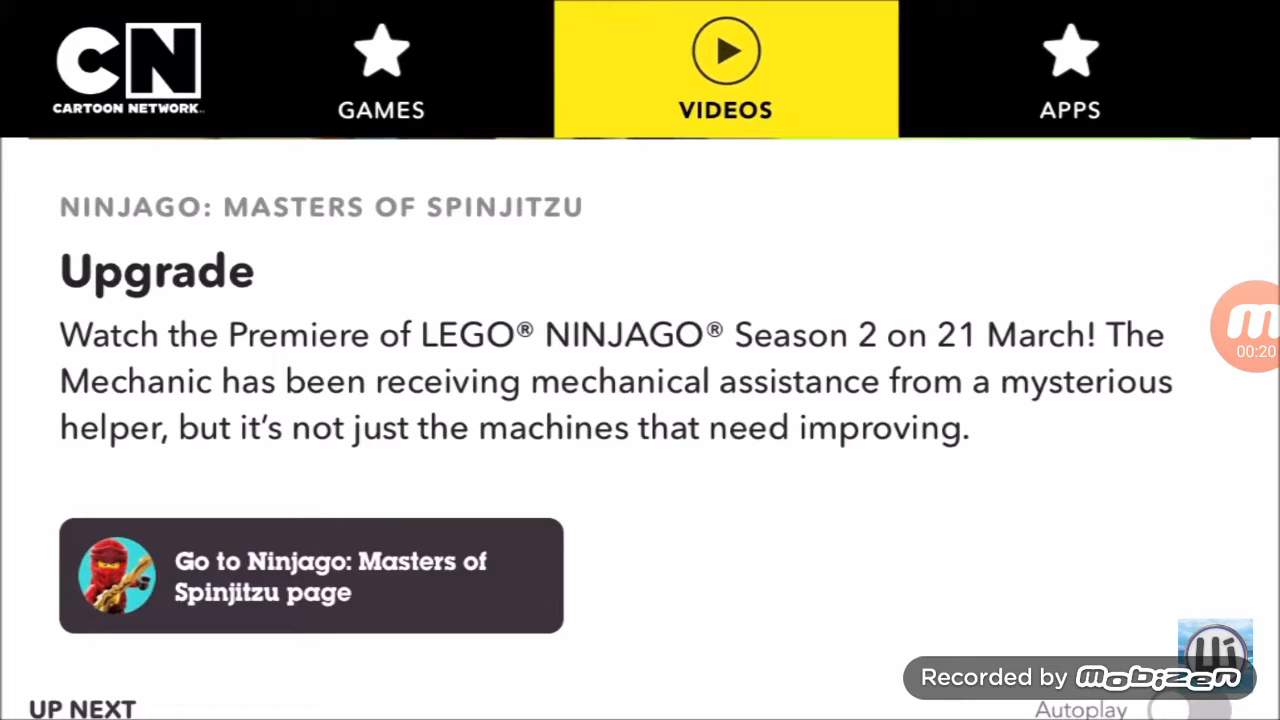 CN
CARTOON NETWORK
GAMES
VIDEOS
APPS
NINJAGO: MASTERS OF SPINJITZU
Upgrade
Watch the Premiere of LEGO® NINJAGO® Season 2 on 21 March! The
Mechanic has been receiving mechanical assistance from a mysterious
helper, but it's not just the machines that need improving.
00:20
Go to Ninjago: Masters of
Spinjitzu page
Recorded by mobizen
UP NEXT
Autoplay